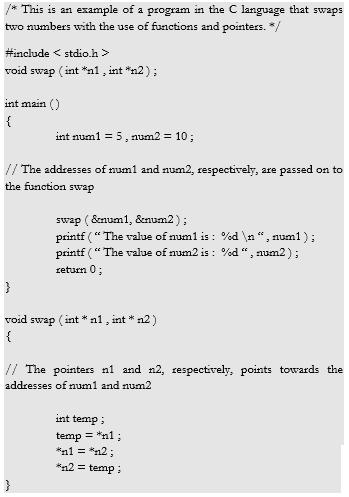 /* This is an example of a program in the C language that swaps
two numbers with the use of functions and pointers. */
#include < stdio.h >
void swap ( int *n1 , int *n2 ) ;
int main ()
{
int num1 = 5 , num2 = 10 ;
// The addresses of num1 and num2, respectively, are passed on to
the function swap
swap ( &num1, &num2 ) ;
printf ( “ The value of num1 is : %d \n “ , num1 ) ;
printf ( “ The value of num2 is : %d “ , num2 ) ;
return 0 ;
}
void swap ( int * n1 , int * n2 )
{
// The pointers n1 and n2, respectively, points towards the
addresses of num1 and num2
int temp ;
temp = *n1 ;
*n1 = *n2 ;
*n2 = temp ;
}